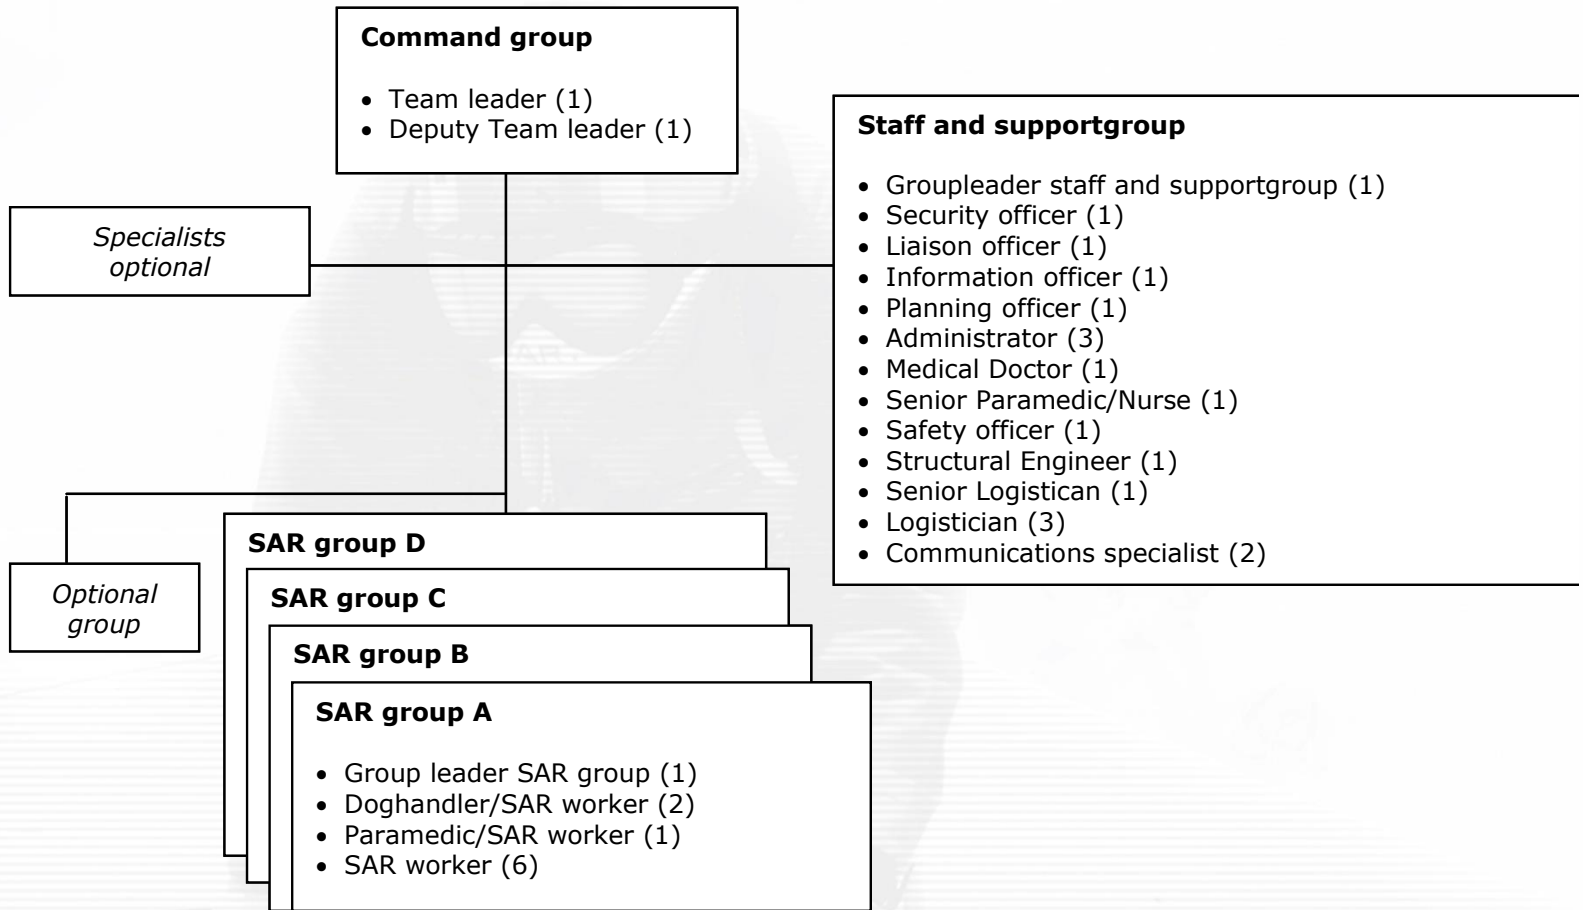 Command group
• Team leader (1)
• Deputy Team leader (1)
Staff and supportgroup
• Groupleader staff and supportgroup (1)
• Security officer (1)
• Liaison officer (1)
• Information officer (1)
• Planning officer (1)
• Administrator (3)
• Medical Doctor (1)
• Senior Paramedic/Nurse (1)
• Safety officer (1)
• Structural Engineer (1)
• Senior Logistican (1)
• Logistician (3)
• Communications specialist (2)
Specialists
optional
Optional
group
SAR group D
SAR group C
SAR group B
SAR group A
• Group leader SAR group (1)
• Doghandler/SAR worker (2)
• Paramedic/SAR worker (1)
• SAR worker (6)